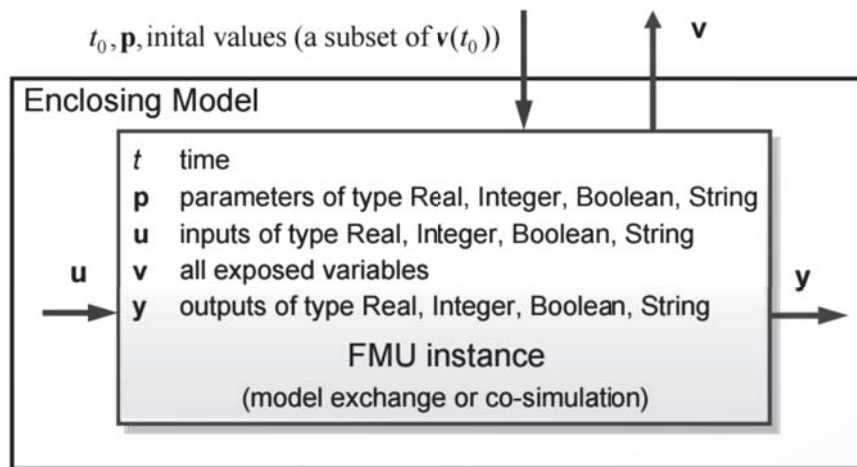 t₀, p, inital values (a subset of v(t₀))
v
Enclosing Model
t time
p parameters of type Real, Integer, Boolean, String
u inputs of type Real, Integer, Boolean, String
v all exposed variables
u
y
y outputs of type Real, Integer, Boolean, String
FMU instance
(model exchange or co-simulation)